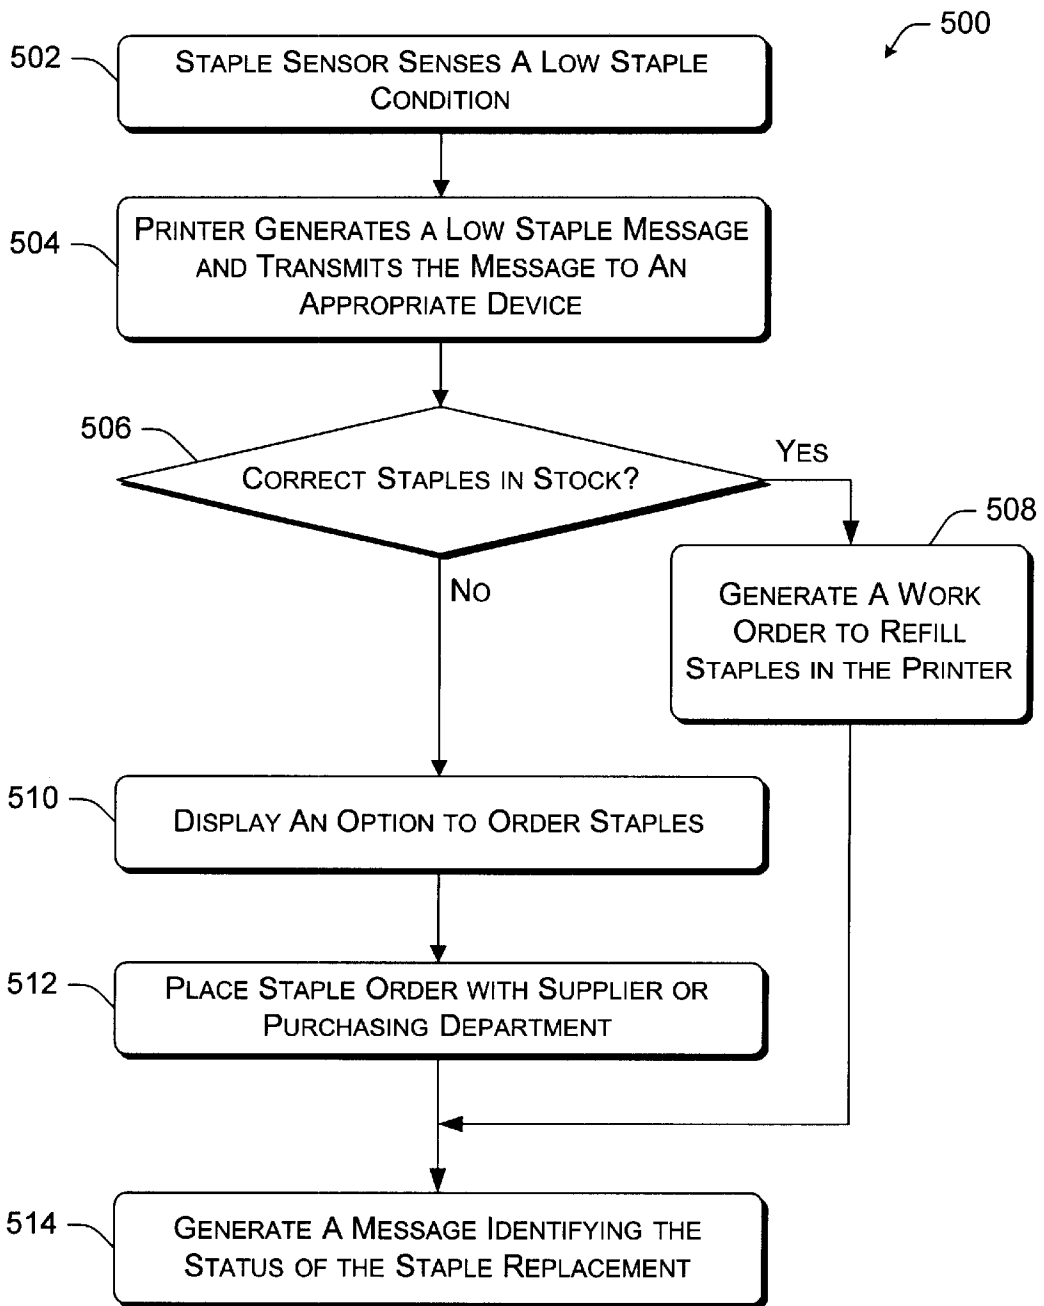 500
502
STAPLE SENSOR SENSES A LOW STAPLE
CONDITION
504
PRINTER GENERATES A LOW STAPLE MESSAGE
AND TRANSMITS THE MESSAGE TO AN
APPROPRIATE DEVICE
506
CORRECT STAPLES IN STOCK?
YES
NO
508
GENERATE A WORK
ORDER TO REFILL
STAPLES IN THE PRINTER
510
DISPLAY AN OPTION TO ORDER STAPLES
512
PLACE STAPLE ORDER WITH SUPPLIER OR
PURCHASING DEPARTMENT
514
GENERATE A MESSAGE IDENTIFYING THE
STATUS OF THE STAPLE REPLACEMENT